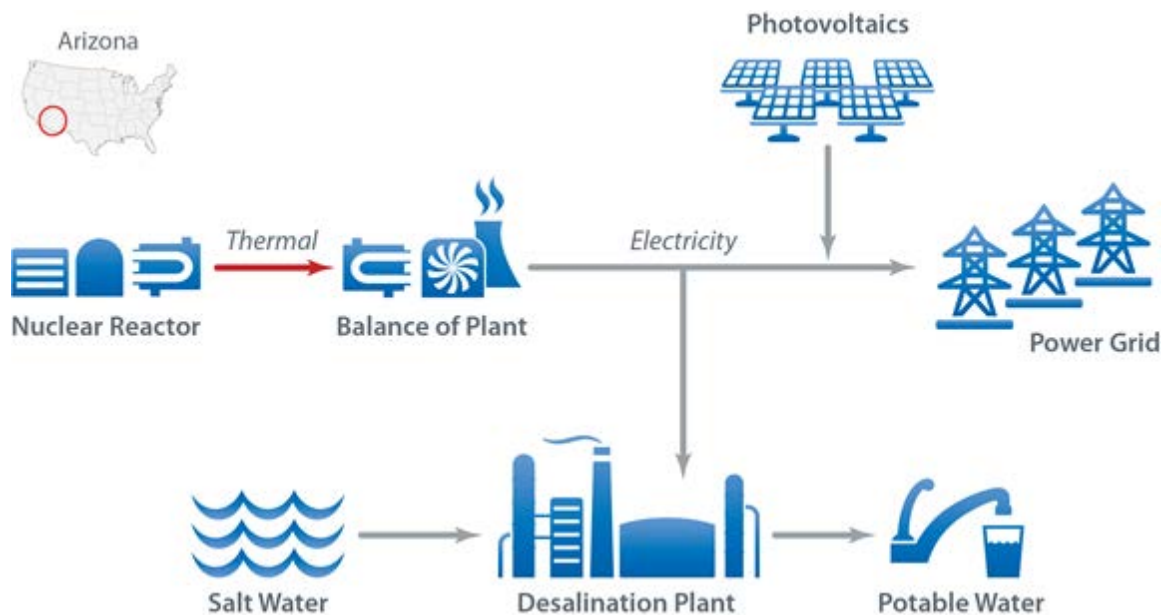 Arizona
Photovoltaics
Thermal
Electricity
Nuclear Reactor
Balance of Plant
Power Grid
Salt Water
Desalination Plant
Potable Water